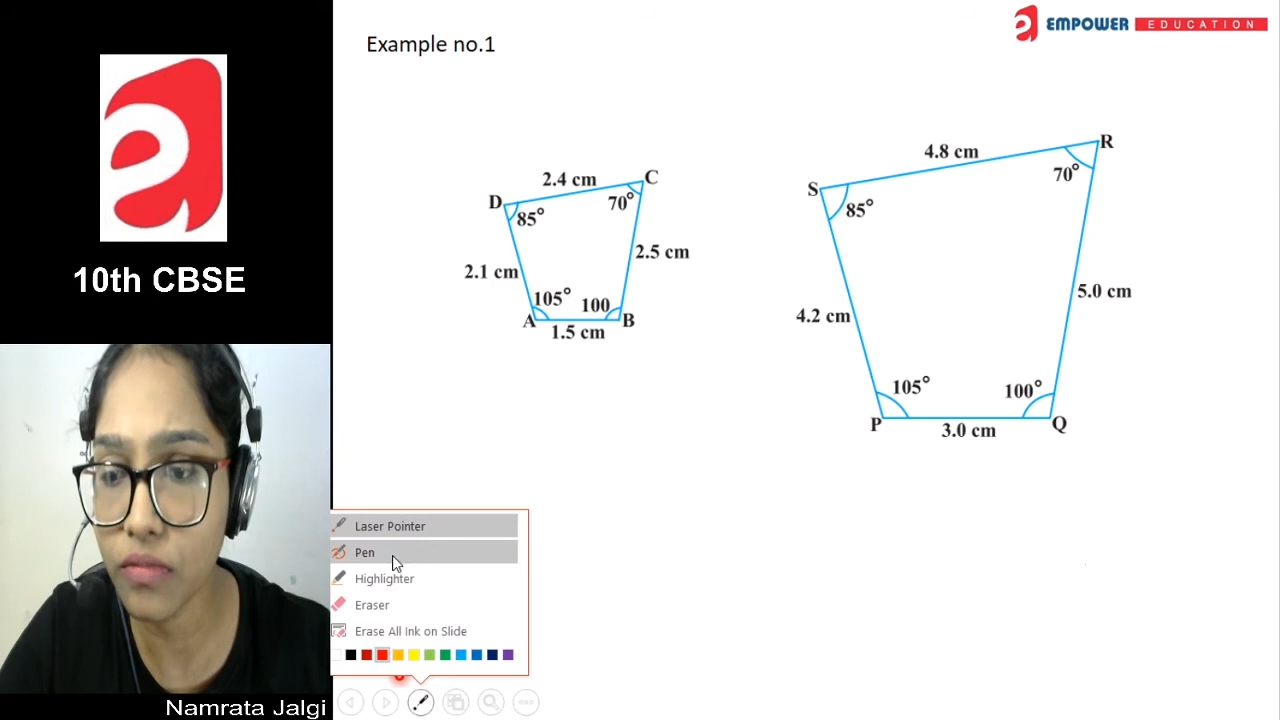 Example no.1
EMPOWER EDUCATION
10th CBSE
D
2.4 cm
C
85°
70°
2.1 cm
2.5 cm
105°
100
A
B
1.5 cm
S
4.8 cm
R
85°
70°
4.2 cm
5.0 cm
105°
100°
P
Q
3.0 cm
Laser Pointer
Pen
Highlighter
Eraser
Erase All Ink on Slide
Namrata Jalgi